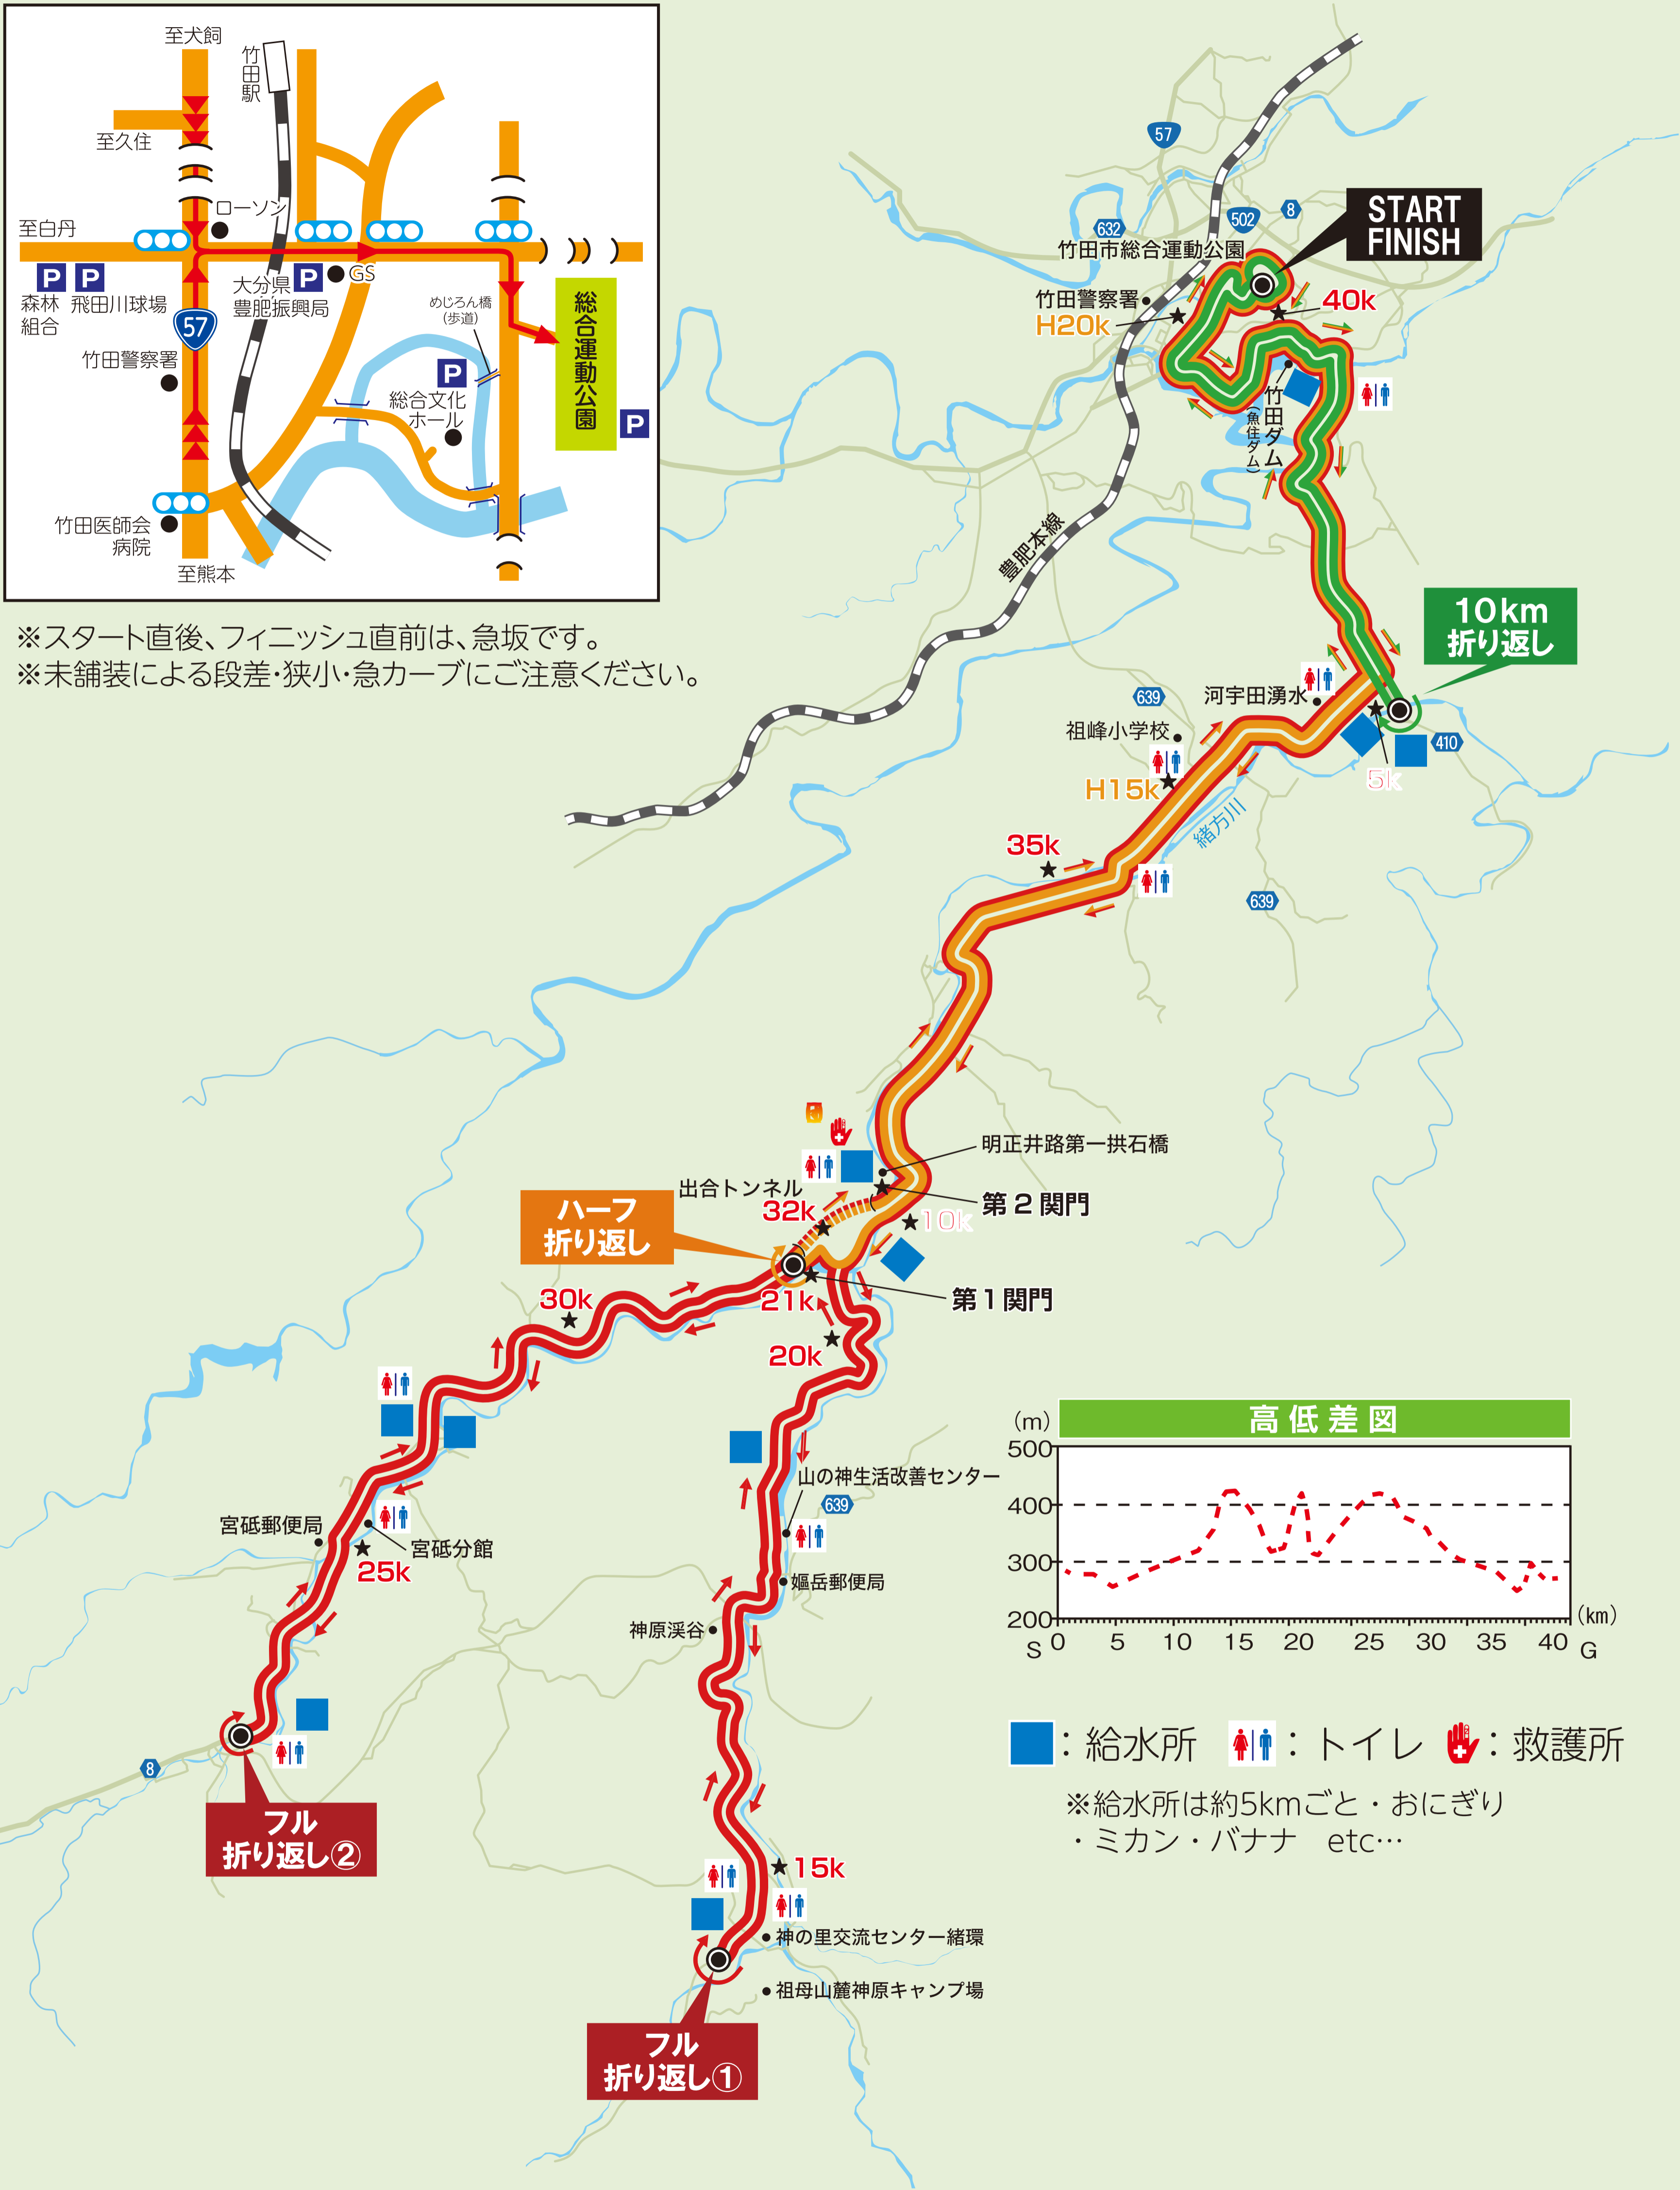 至犬飼
竹田駅
至久住
ローソン
至白丹
P
P
森林
組合
飛田川球場
大分県
豊肥振興局
P
GS
57
竹田警察署
めじろん橋
(歩道)
P
総合文化
ホール
総合運動公園
P
竹田医師会
病院
至熊本
※スタート直後、フィニッシュ直前は、急坂です。
※未舗装による段差・狭小・急カーブにご注意ください。
57
502
8
632
竹田市総合運動公園
START
FINISH
竹田警察署
H20k
40k
竹田ダム
(魚住ダム)
豊肥本線
10km
折り返し
639
河宇田湧水
祖峰小学校
410
5k
H15k
緒方川
35k
639
明正井路第一拱石橋
出合トンネル
32k
第2関門
10k
ハーフ
折り返し
21k
第1関門
30k
20k
山の神生活改善センター
639
宮砥郵便局
宮砥分館
25k
嫗岳郵便局
神原渓谷
8
フル
折り返し②
15k
神の里交流センター緒環
祖母山麓神原キャンプ場
フル
折り返し①
高低差図
(m)
500
400
300
200
(km)
S 0 5 10 15 20 25 30 35 40 G
：給水所 ：トイレ ：救護所
※給水所は約5kmごと・おにぎり
・ミカン・バナナ etc…